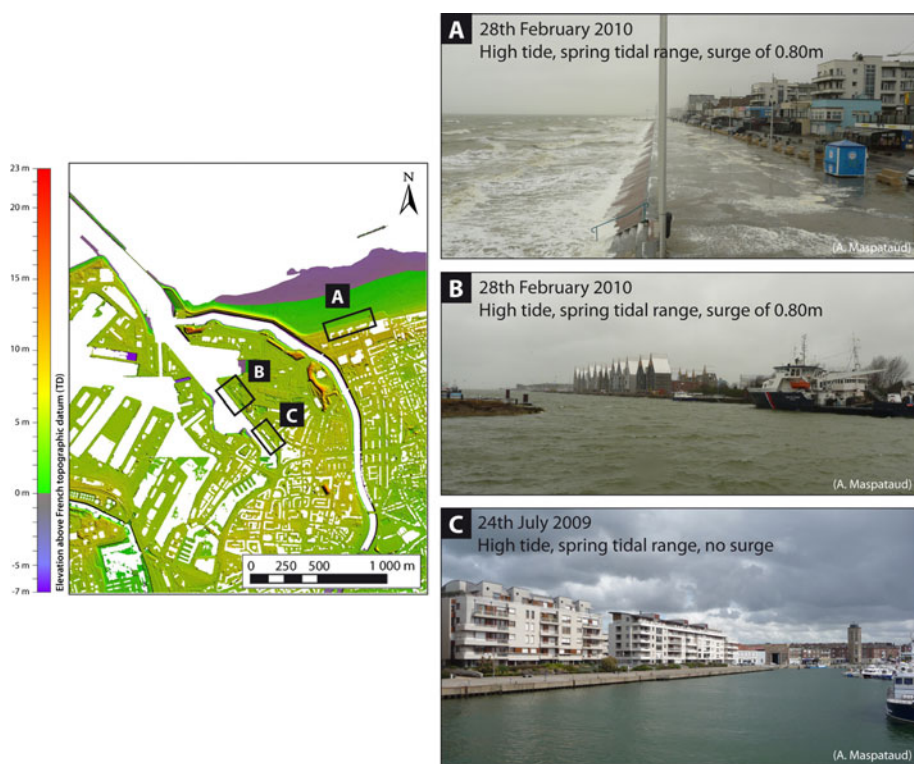 A
28th February 2010
High tide, spring tidal range, surge of 0.80m
(A. Maspataud)
23 m
20 m
15 m
10 m
5 m
0 m
-5 m
-7 m
Elevation above French topographic datum (TD)
N
A
B
C
0 250 500 1 000 m
B
28th February 2010
High tide, spring tidal range, surge of 0.80m
(A. Maspataud)
C
24th July 2009
High tide, spring tidal range, no surge
(A. Maspataud)